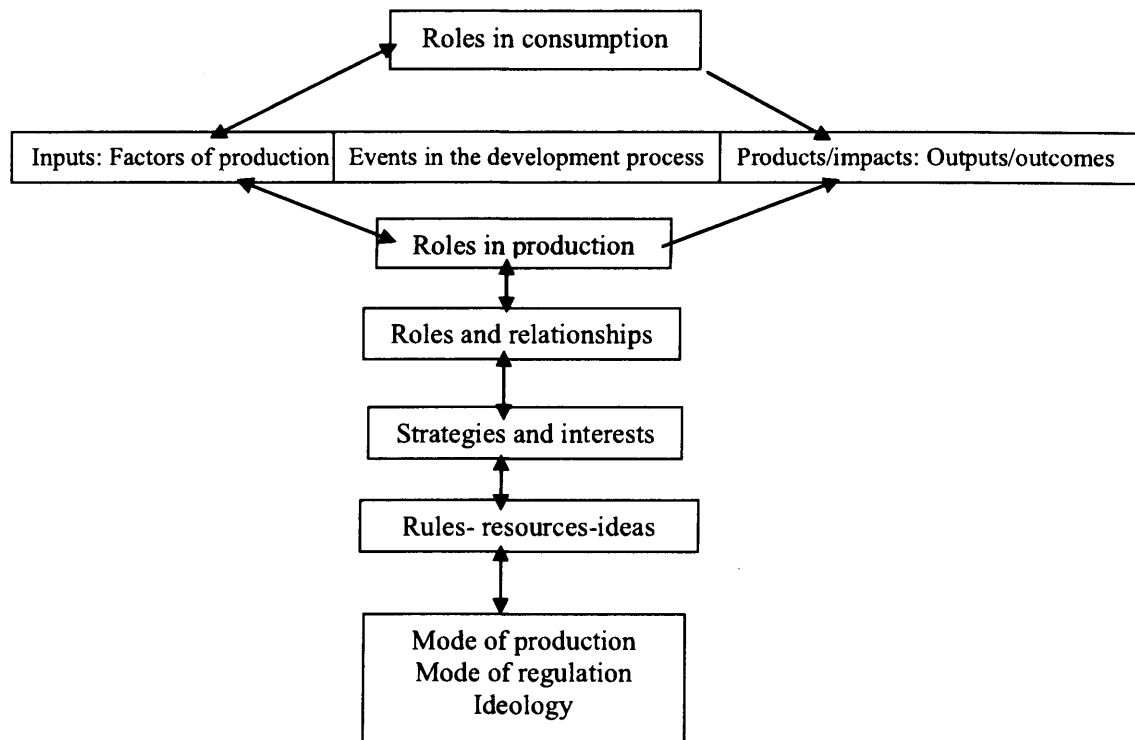 Roles in consumption
Inputs: Factors of production
Events in the development process
Products/impacts: Outputs/outcomes
Roles in production
Roles and relationships
Strategies and interests
Rules- resources-ideas
Mode of production
Mode of regulation
Ideology